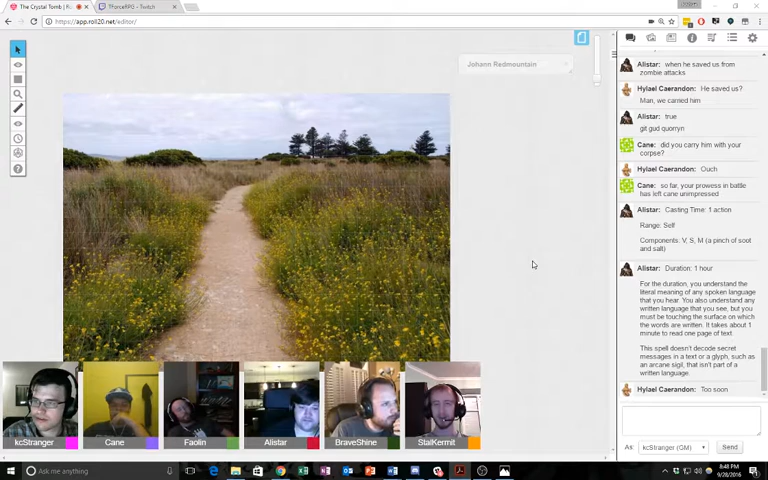 The Crystal Tomb | Ro
TForceRPG - Twitch
https://app.roll20.net/editor/
Johann Redmountain
Alistar: when he saved us from
zombie attacks
Hylael Caerandon: He saved us?
Man, we carried him
Alistar: true
git gud quorryn
Cane: did you carry him with your
corpse?
Hylael Caerandon: Ouch
Cane: so far, your prowess in battle
has left cane unimpressed
Alistar: Casting Time: 1 action
Range: Self
Components: V, S, M (a pinch of soot
and salt)
Alistar: Duration: 1 hour
For the duration, you understand the
literal meaning of any spoken language
that you hear. You also understand any
written language that you see, but you
must be touching the surface on which
the words are written. It takes about 1
minute to read one page of text.
This spell doesn't decode secret
messages in a text or a glyph, such as
an arcane sigil, that isn't part of a
written language.
Hylael Caerandon: Too soon
As: kcStranger (GM)
Send
kcStranger
Cane
Faolin
Alistar
BraveShine
StalKermit
Ask me anything
8:48 PM
9/28/2016